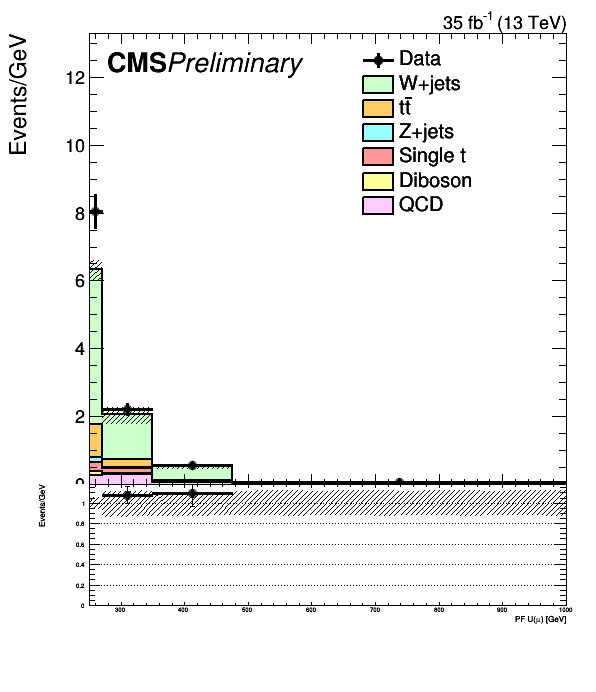 35 fb⁻¹ (13 TeV)
Events/GeV
CMS Preliminary
Data
W+jets
tt̄
Z+jets
Single t
Diboson
QCD
12
10
8
6
4
2
0
Events/GeV
1
0.8
0.6
0.4
0.2
0
300 400 500 600 700 800 900 1000
PF U(μ) [GeV]